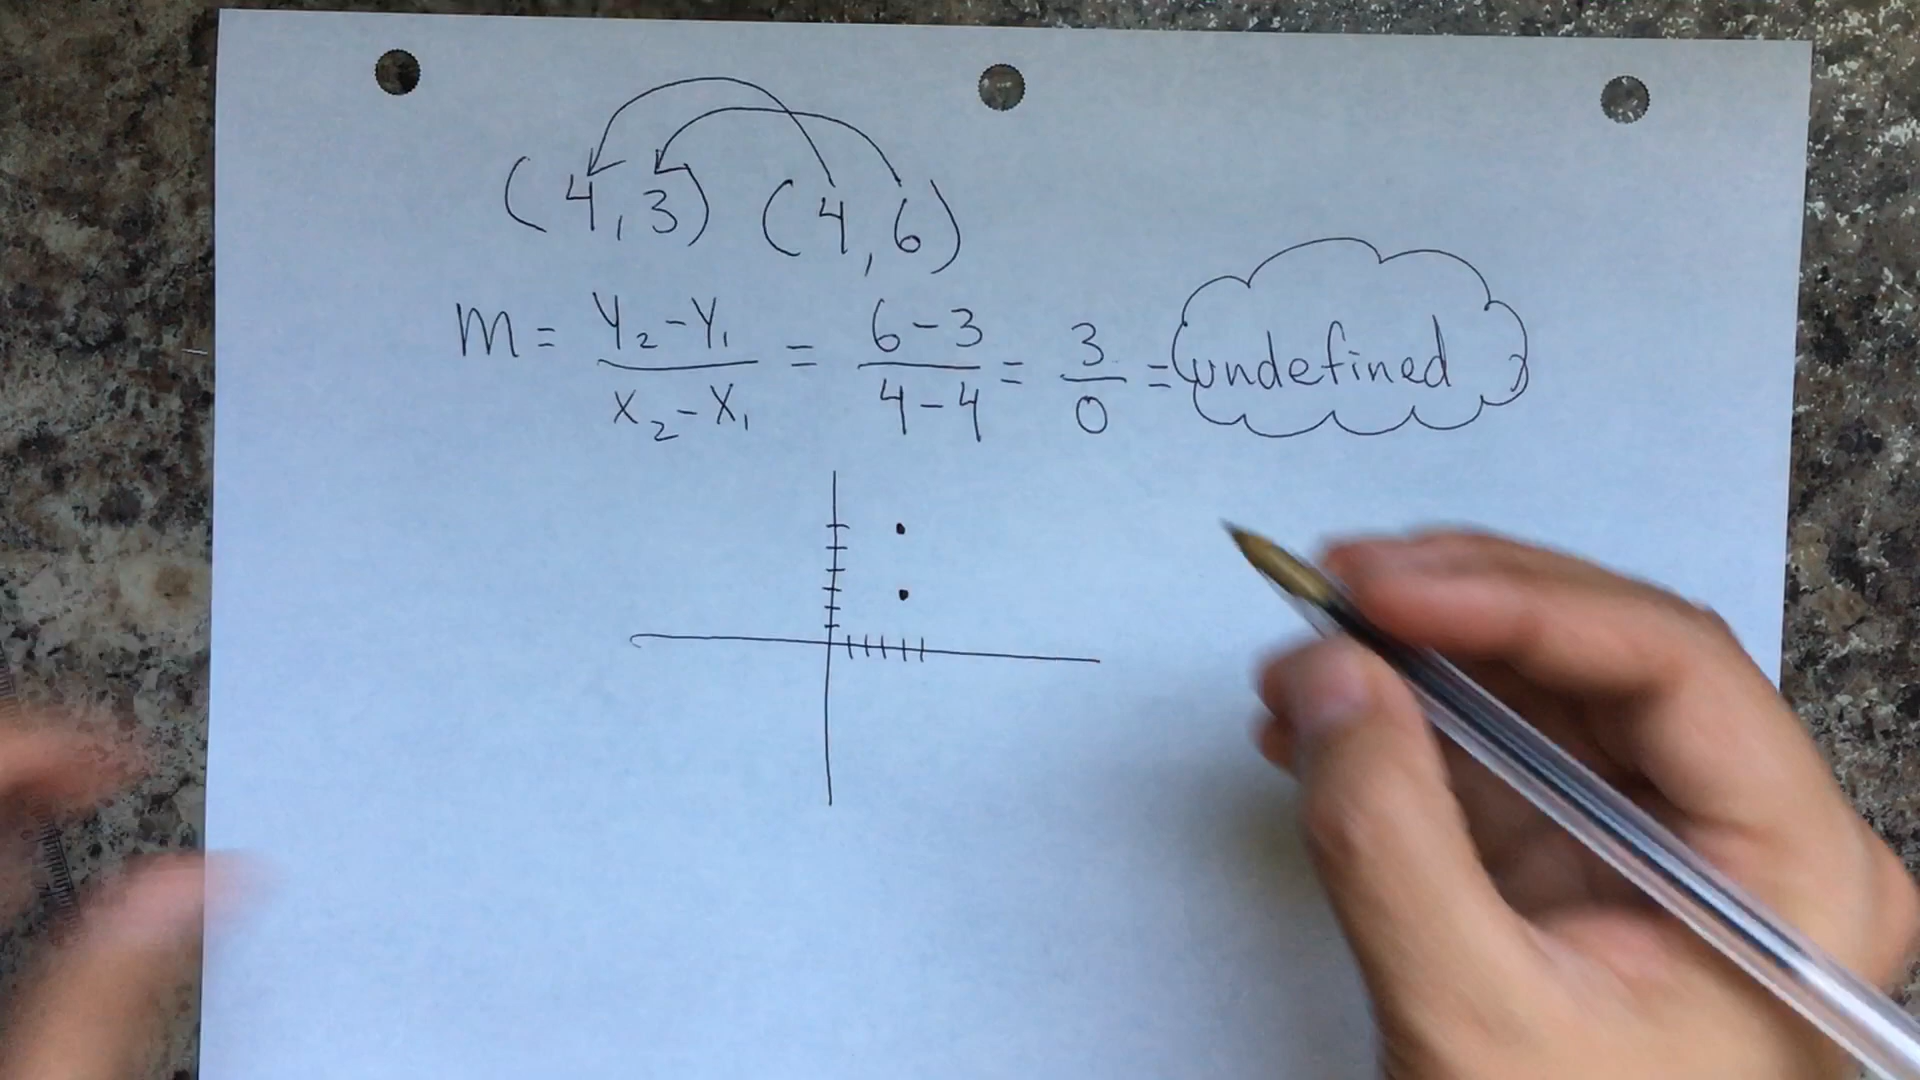 (4,3) (4,6)
m = Y₂-Y₁/X₂-X₁ = 6-3/4-4 = 3/0 = undefined